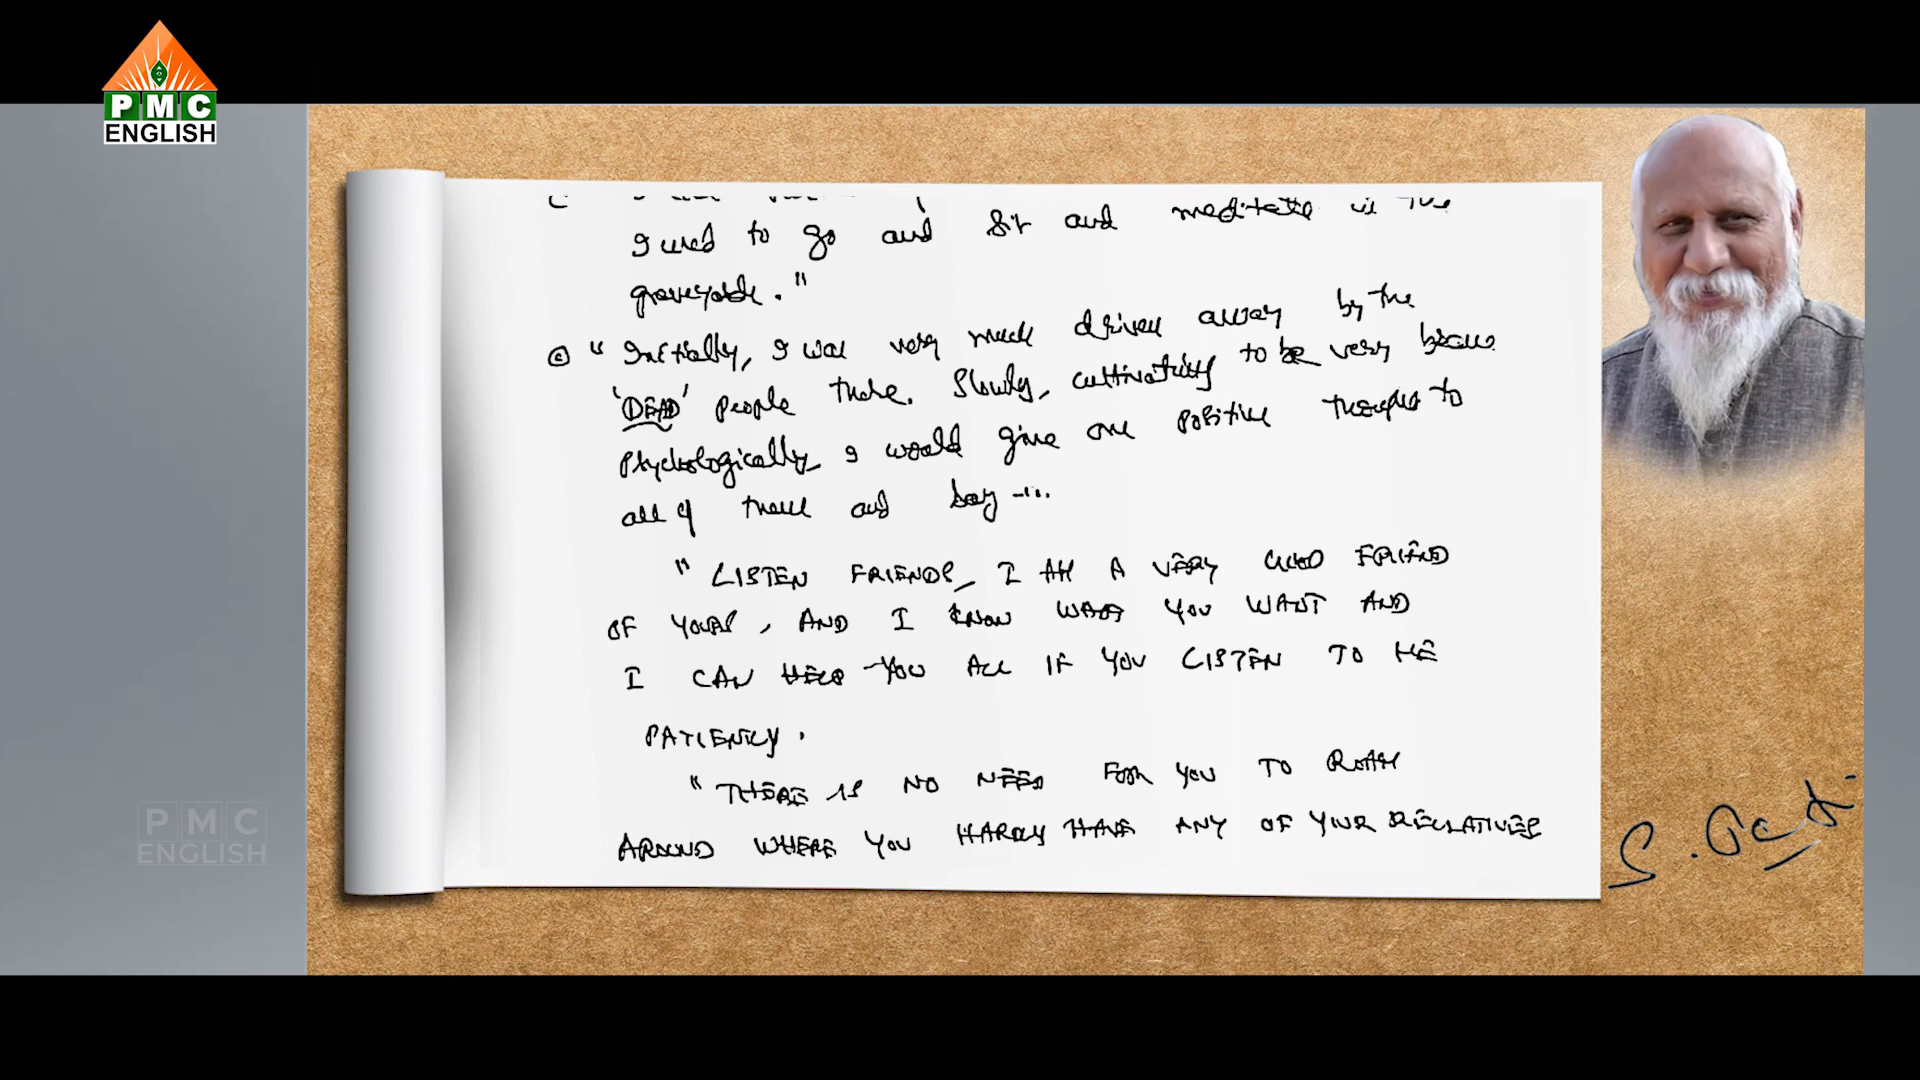 PMC
ENGLISH
I used to go and sit and meditate in the
graveyard."
© "Initially, I was very much driven away by the
'DEAD' people there. Slowly, cultivating to be very brave
Psychologically, I would give one positive thought to
all of them and say ....
"LISTEN FRIENDS, I AM A VERY GOOD FRIEND
OF YOURS, AND I KNOW WHAT YOU WANT AND
I CAN HELP YOU ALL IF YOU LISTEN TO ME
PATIENTLY.
"THERE IS NO NEED FOR YOU TO ROAM
AROUND WHERE YOU HARDLY HAVE ANY OF YOUR RELATIVES
PMC
ENGLISH